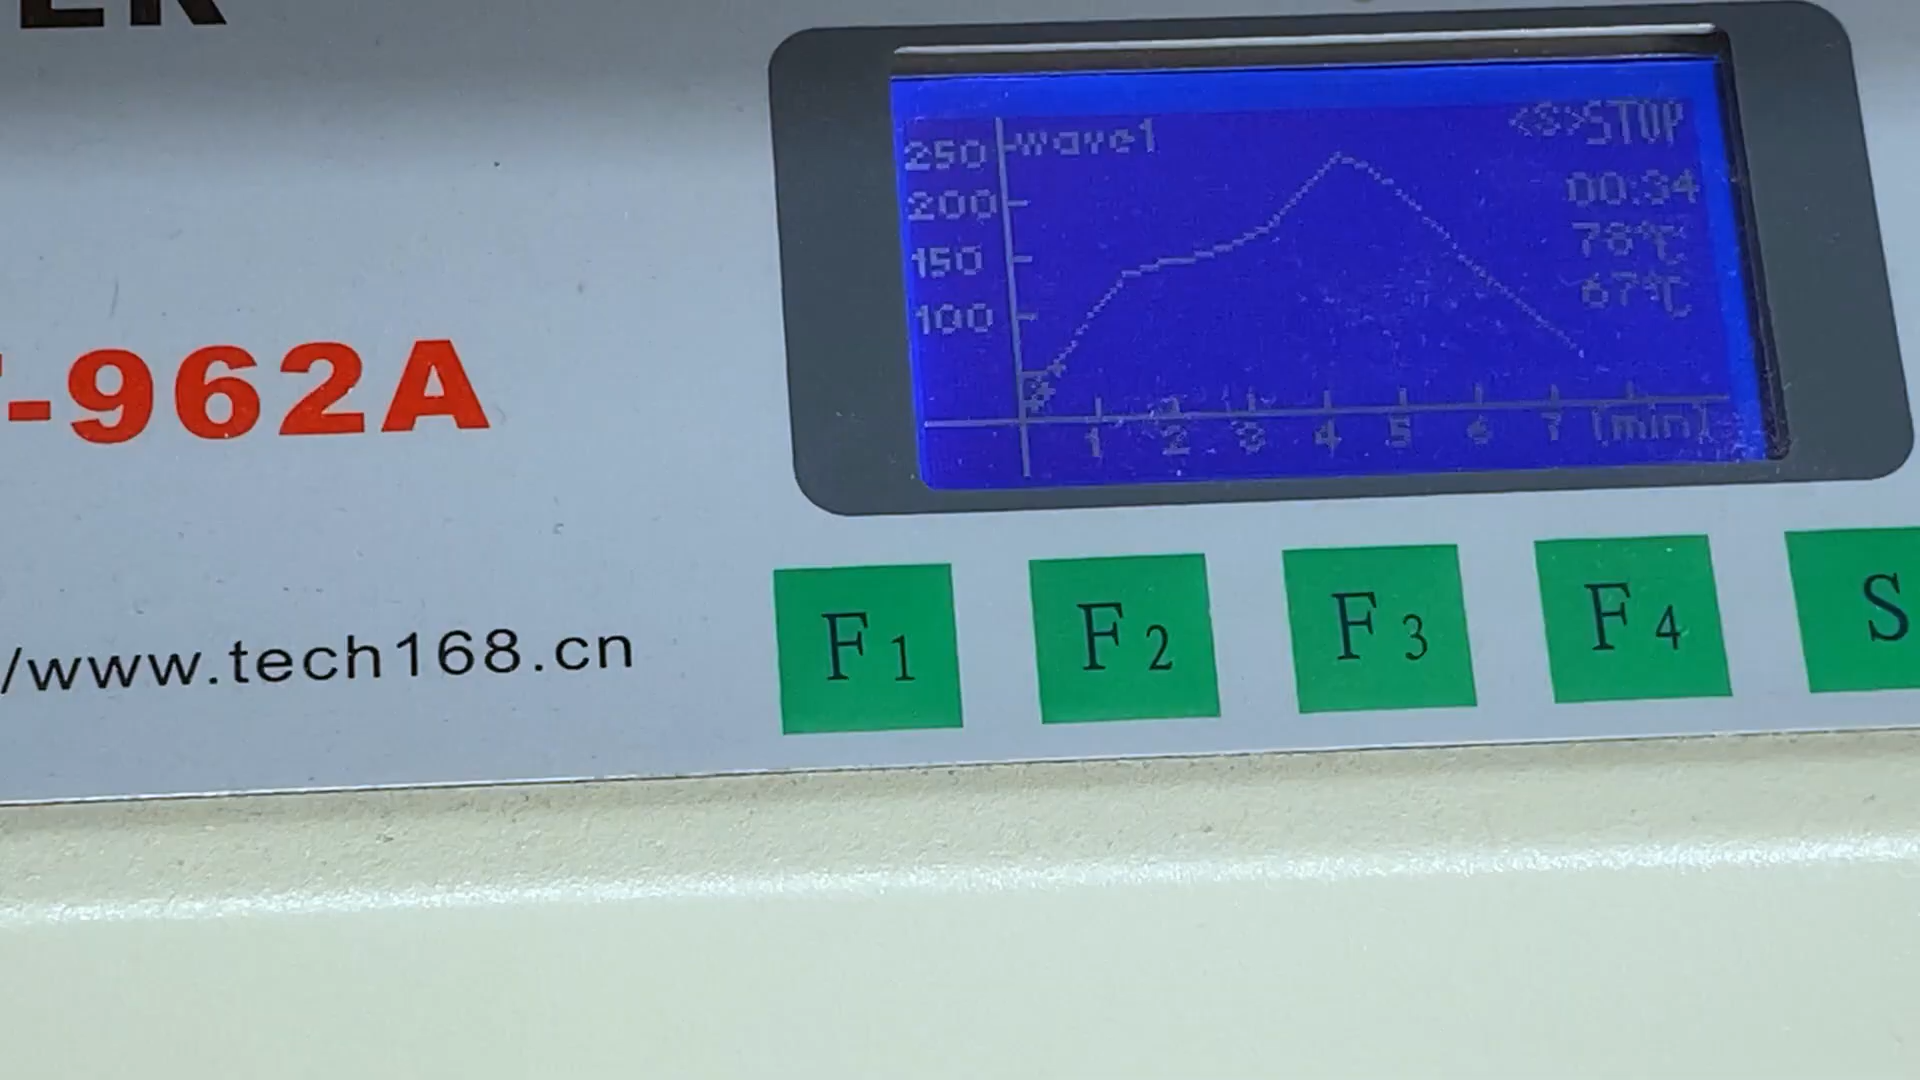 -962A
/www.tech168.cn
wave1
<S>STOP
250
200
150
100
00:34
78℃
67℃
1 2 3 4 5 6 7 (min)
F1 F2 F3 F4 S